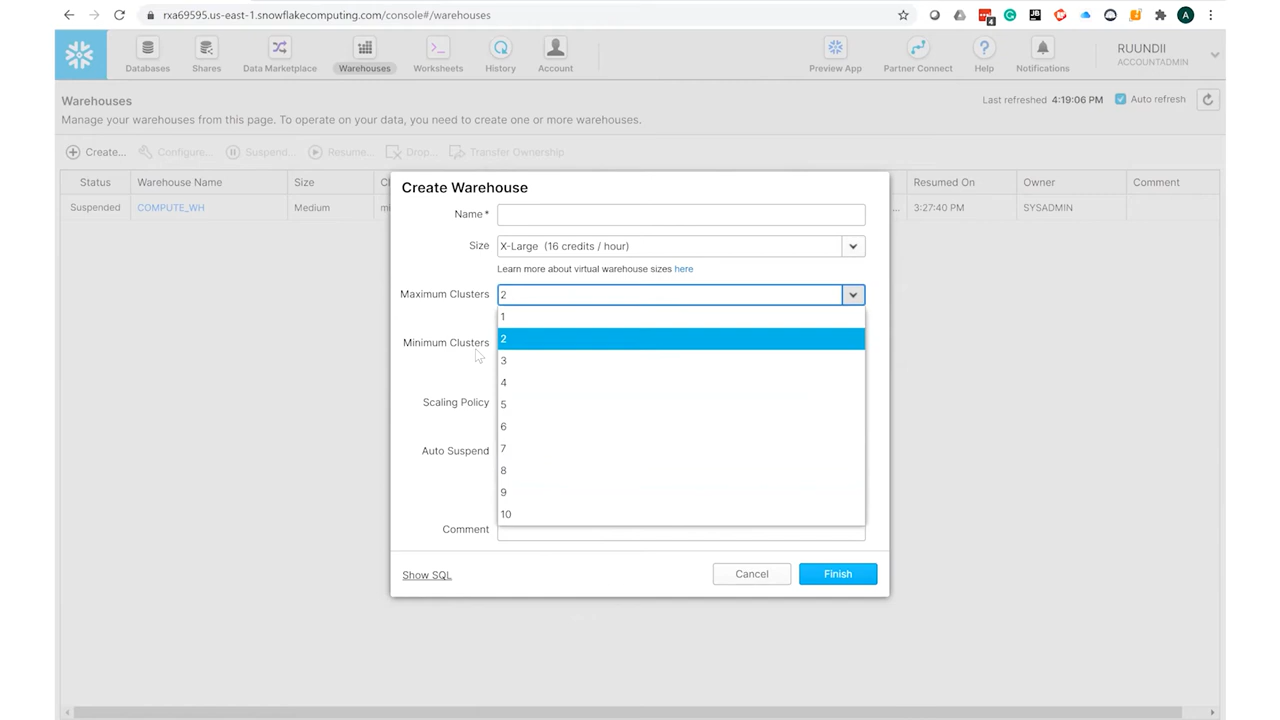 rxa69595.us-east-1.snowflakecomputing.com/console#/warehouses
Databases
Shares
Data Marketplace
Warehouses
Worksheets
History
Account
Preview App
Partner Connect
Help
Notifications
RUUNDII
ACCOUNTADMIN
Warehouses
Last refreshed 4:19:06 PM
Auto refresh
Manage your warehouses from this page. To operate on your data, you need to create one or more warehouses.
Create...
Configure...
Suspend...
Resume...
Drop...
Transfer Ownership
Status
Warehouse Name
Size
Resumed On
Owner
Comment
Suspended
COMPUTE_WH
Medium
...
3:27:40 PM
SYSADMIN
Create Warehouse
Name*
Size
X-Large (16 credits / hour)
Learn more about virtual warehouse sizes here
Maximum Clusters
2
1
2
3
4
5
6
7
8
9
10
Minimum Clusters
Scaling Policy
Auto Suspend
Comment
Show SQL
Cancel
Finish